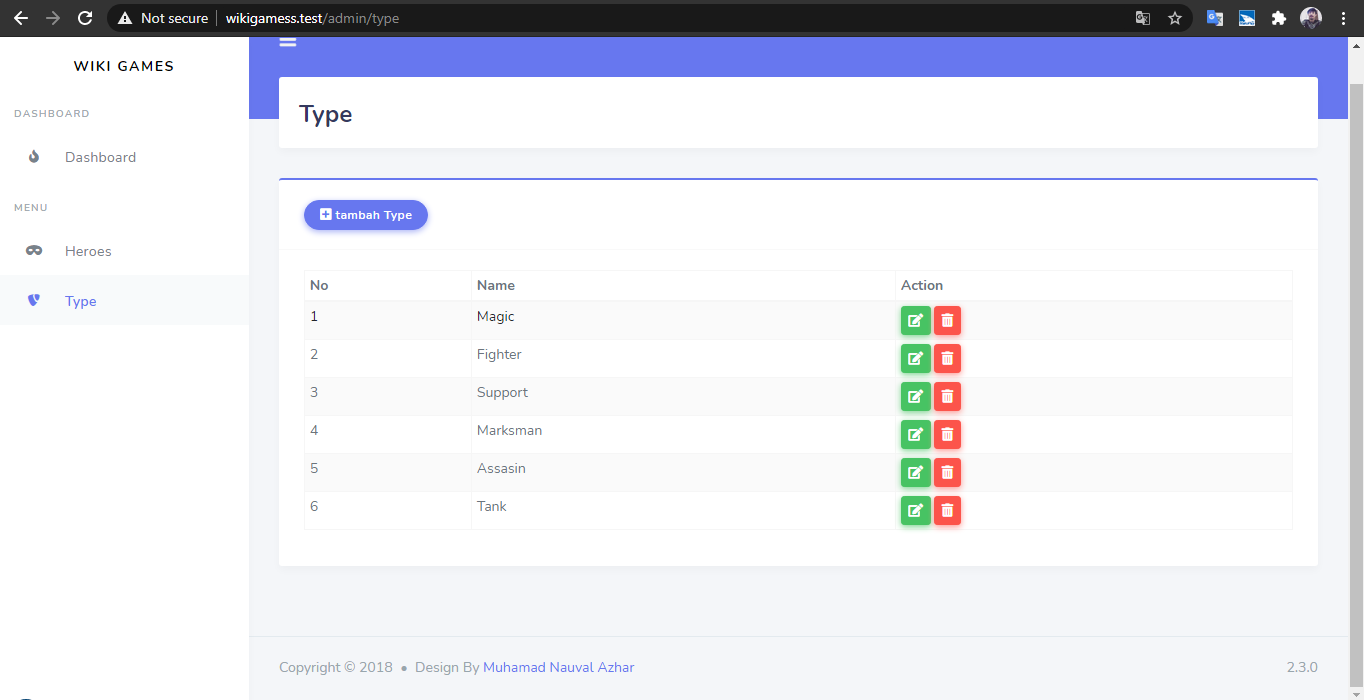 Not secure wikigamess.test/admin/type
WIKI GAMES
DASHBOARD
Dashboard
MENU
Heroes
Type
Type
tambah Type
No Name Action
1 Magic
2 Fighter
3 Support
4 Marksman
5 Assasin
6 Tank
Copyright © 2018 • Design By Muhamad Nauval Azhar 2.3.0